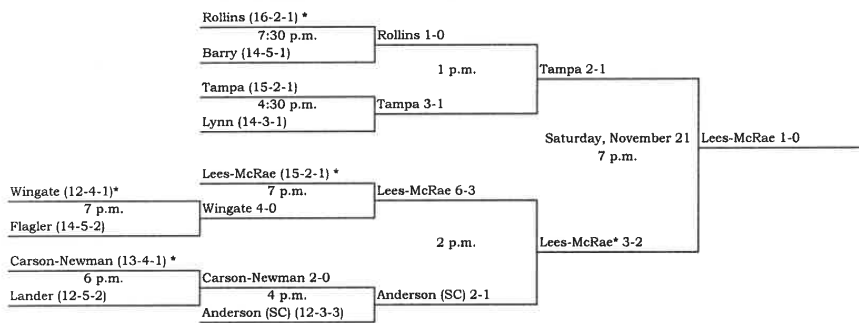 Rollins (16-2-1) *
7:30 p.m.
Barry (14-5-1)
Rollins 1-0
1 p.m.
Tampa 2-1
Tampa (15-2-1)
4:30 p.m.
Lynn (14-3-1)
Tampa 3-1
Saturday, November 21
7 p.m.
Lees-McRae 1-0
Lees-McRae (15-2-1) *
7 p.m.
Lees-McRae 6-3
Wingate (12-4-1)*
7 p.m.
Wingate 4-0
Flagler (14-5-2)
2 p.m.
Lees-McRae* 3-2
Carson-Newman (13-4-1) *
6 p.m.
Carson-Newman 2-0
Lander (12-5-2)
4 p.m.
Anderson (SC) 2-1
Anderson (SC) (12-3-3)